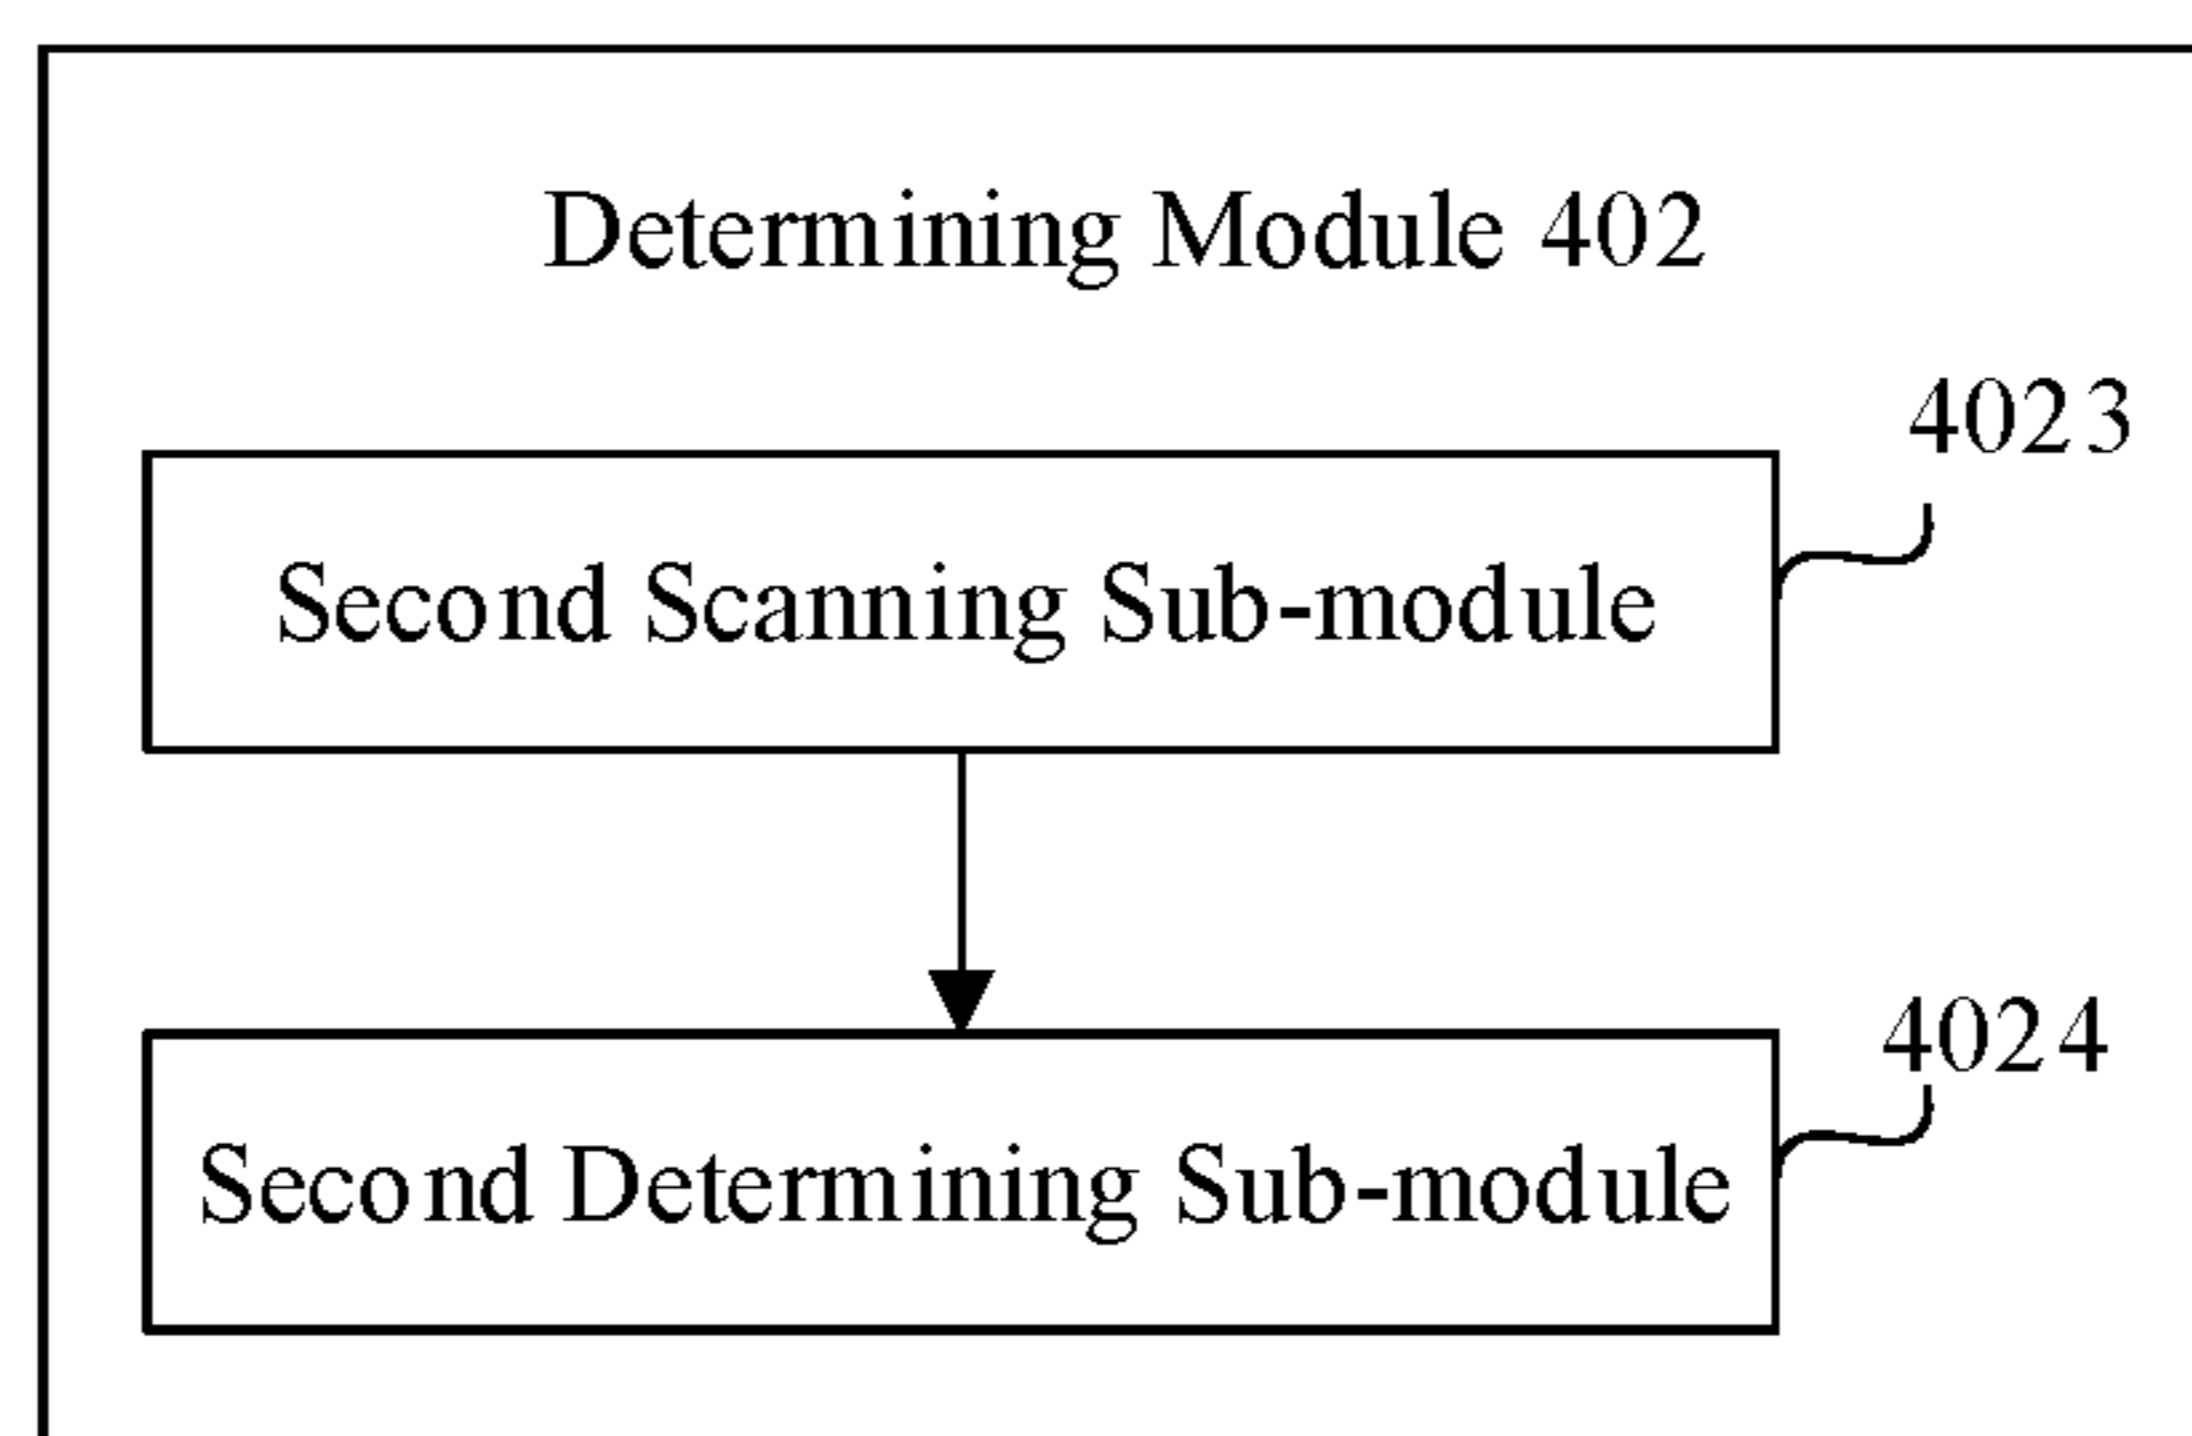 Determining Module 402
4023
Second Scanning Sub-module
4024
Second Determining Sub-module